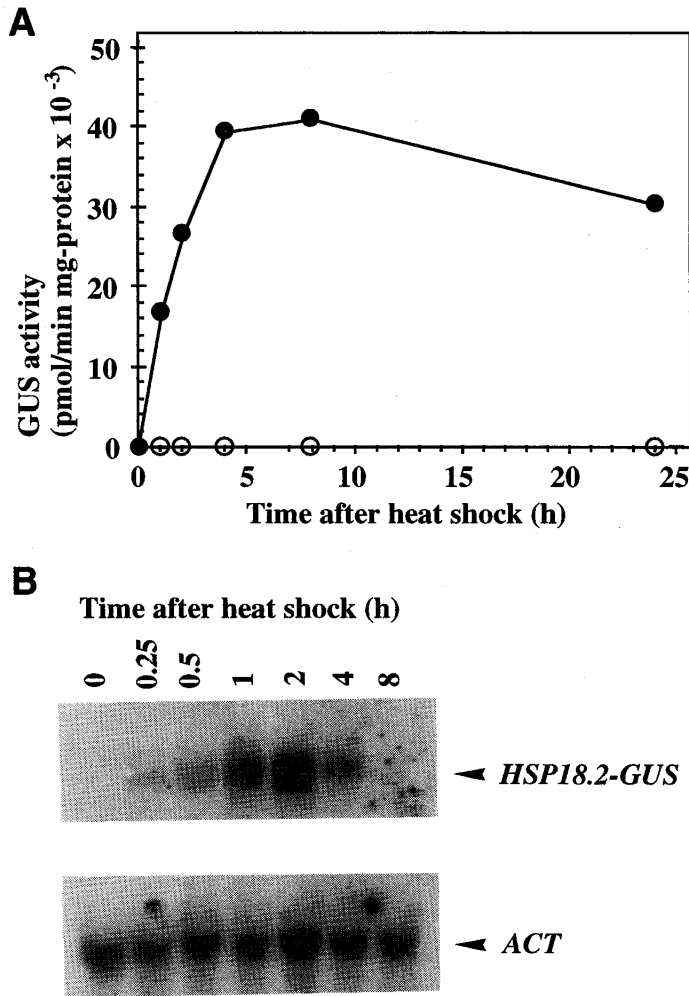 A
GUS activity
(pmol/min mg-protein x 10 -3)
50
40
30
20
10
0
0 5 10 15 20 25
Time after heat shock (h)
B
Time after heat shock (h)
0 0.25 0.5 1 2 4 8
HSP18.2-GUS
ACT